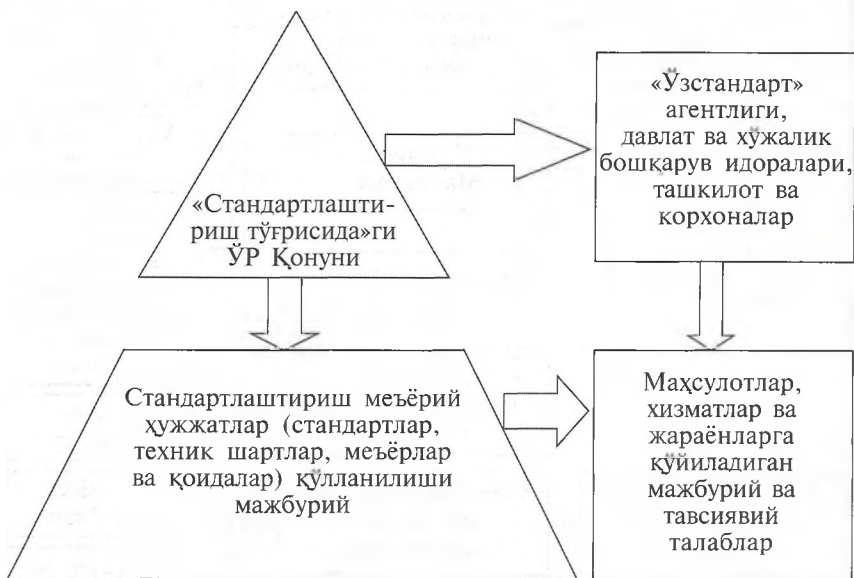 «Стандартлашти-
риш тўғрисида»ги
ЎР Қонуни
«Ўзстандарт»
агентлиги,
давлат ва хўжалик
бошқарув идоралари,
ташкилот ва
корхоналар
Стандартлаштириш меъёрий
ҳужжатлар (стандартлар,
техник шартлар, меъёрлар
ва қоидалар) қўлланилиши
мажбурий
Маҳсулотлар,
хизматлар ва
жараёнларга
қўйиладиган
мажбурий ва
тавсиявий
талаблар